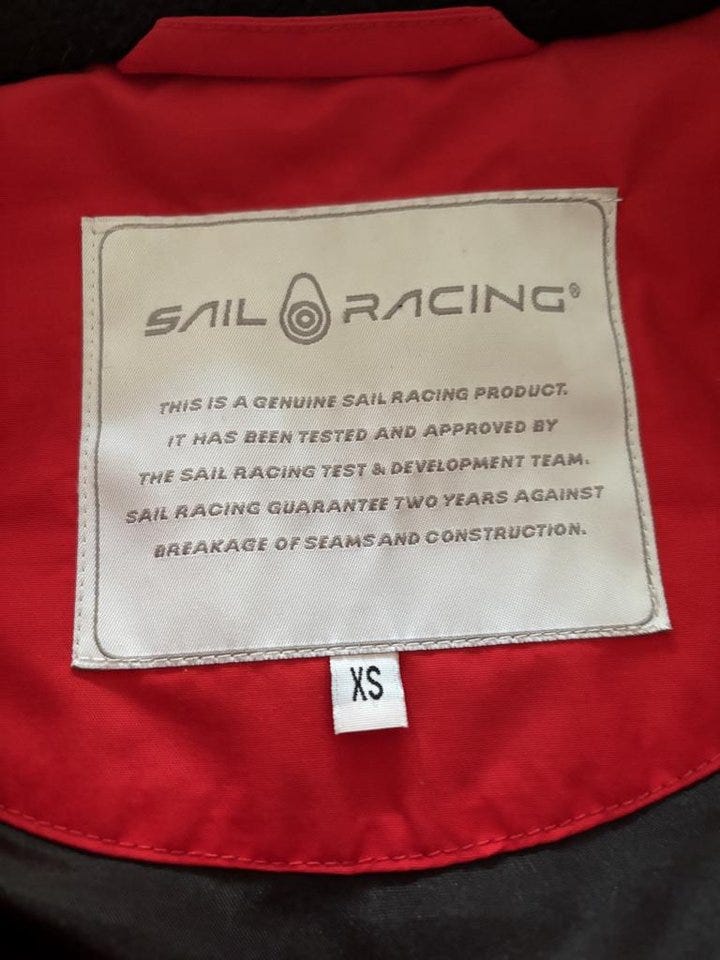 SAIL RACING®
THIS IS A GENUINE SAIL RACING PRODUCT.
IT HAS BEEN TESTED AND APPROVED BY
THE SAIL RACING TEST & DEVELOPMENT TEAM.
SAIL RACING GUARANTEE TWO YEARS AGAINST
BREAKAGE OF SEAMS AND CONSTRUCTION.
XS